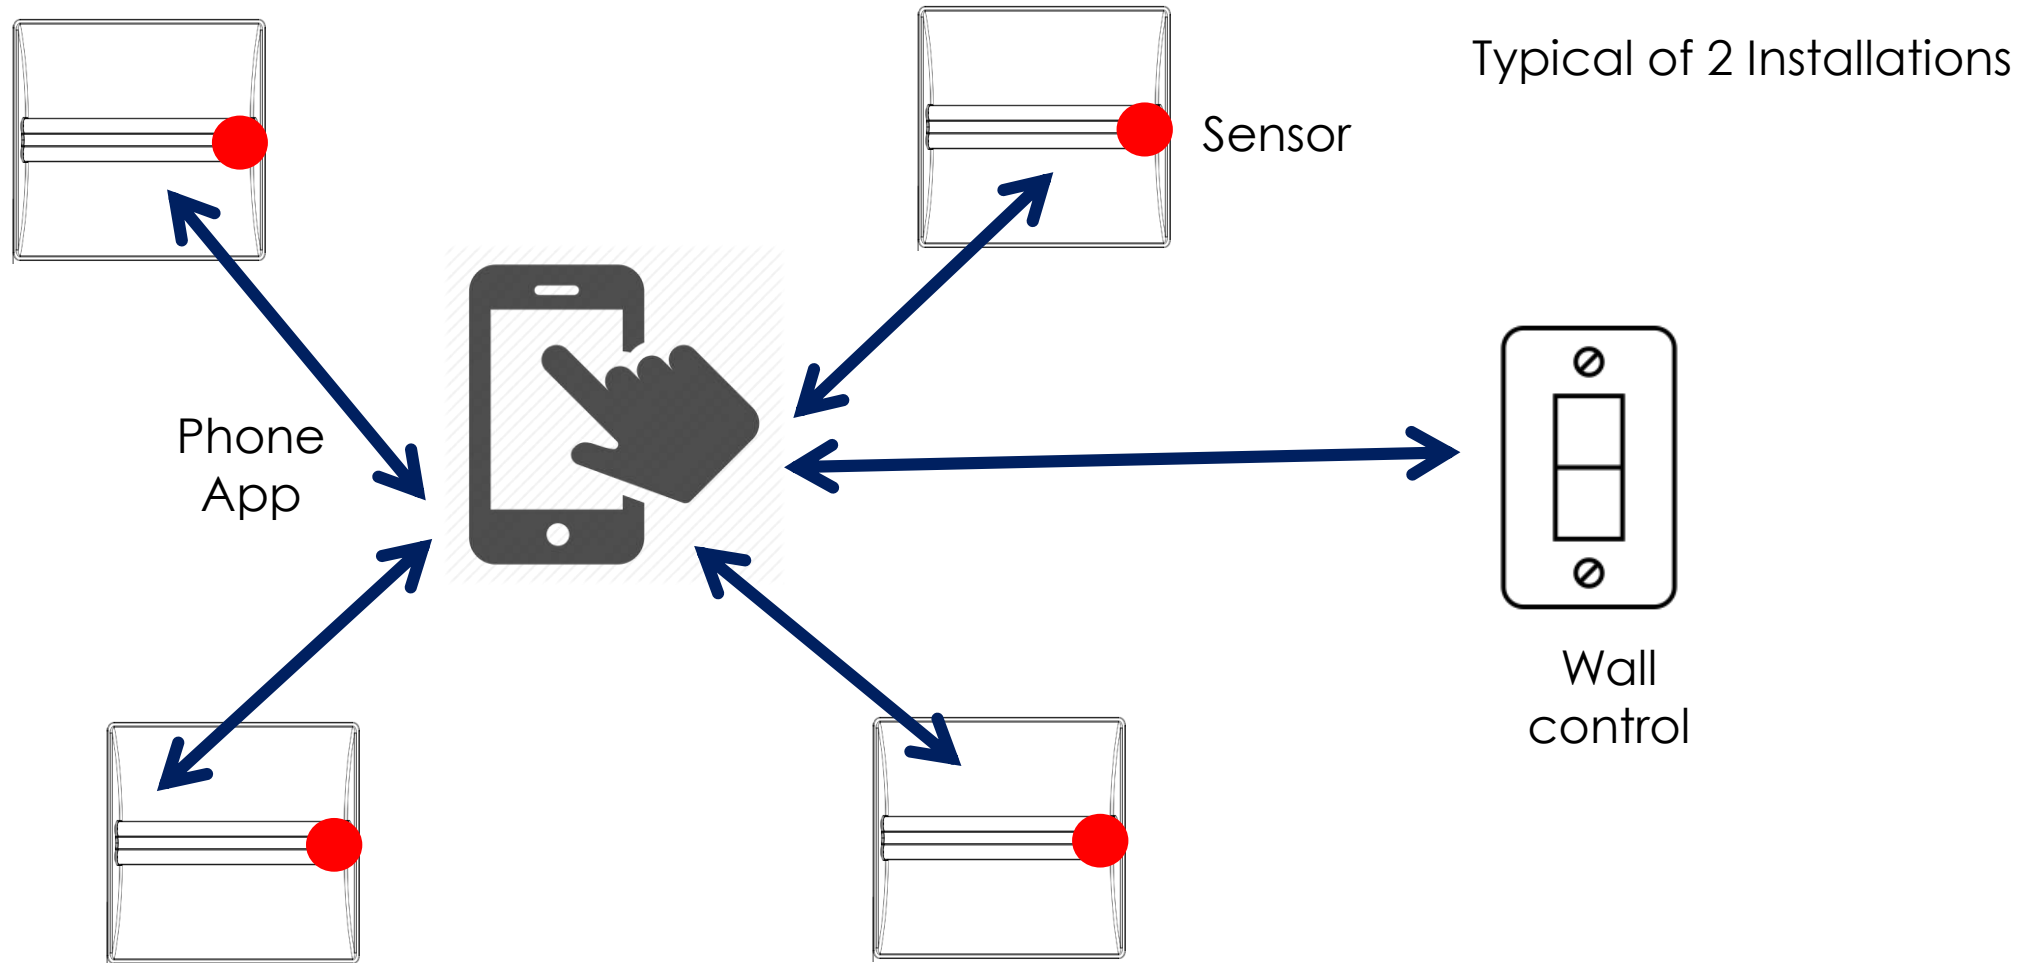 Typical of 2 Installations
Sensor
Phone
App
Wall
control